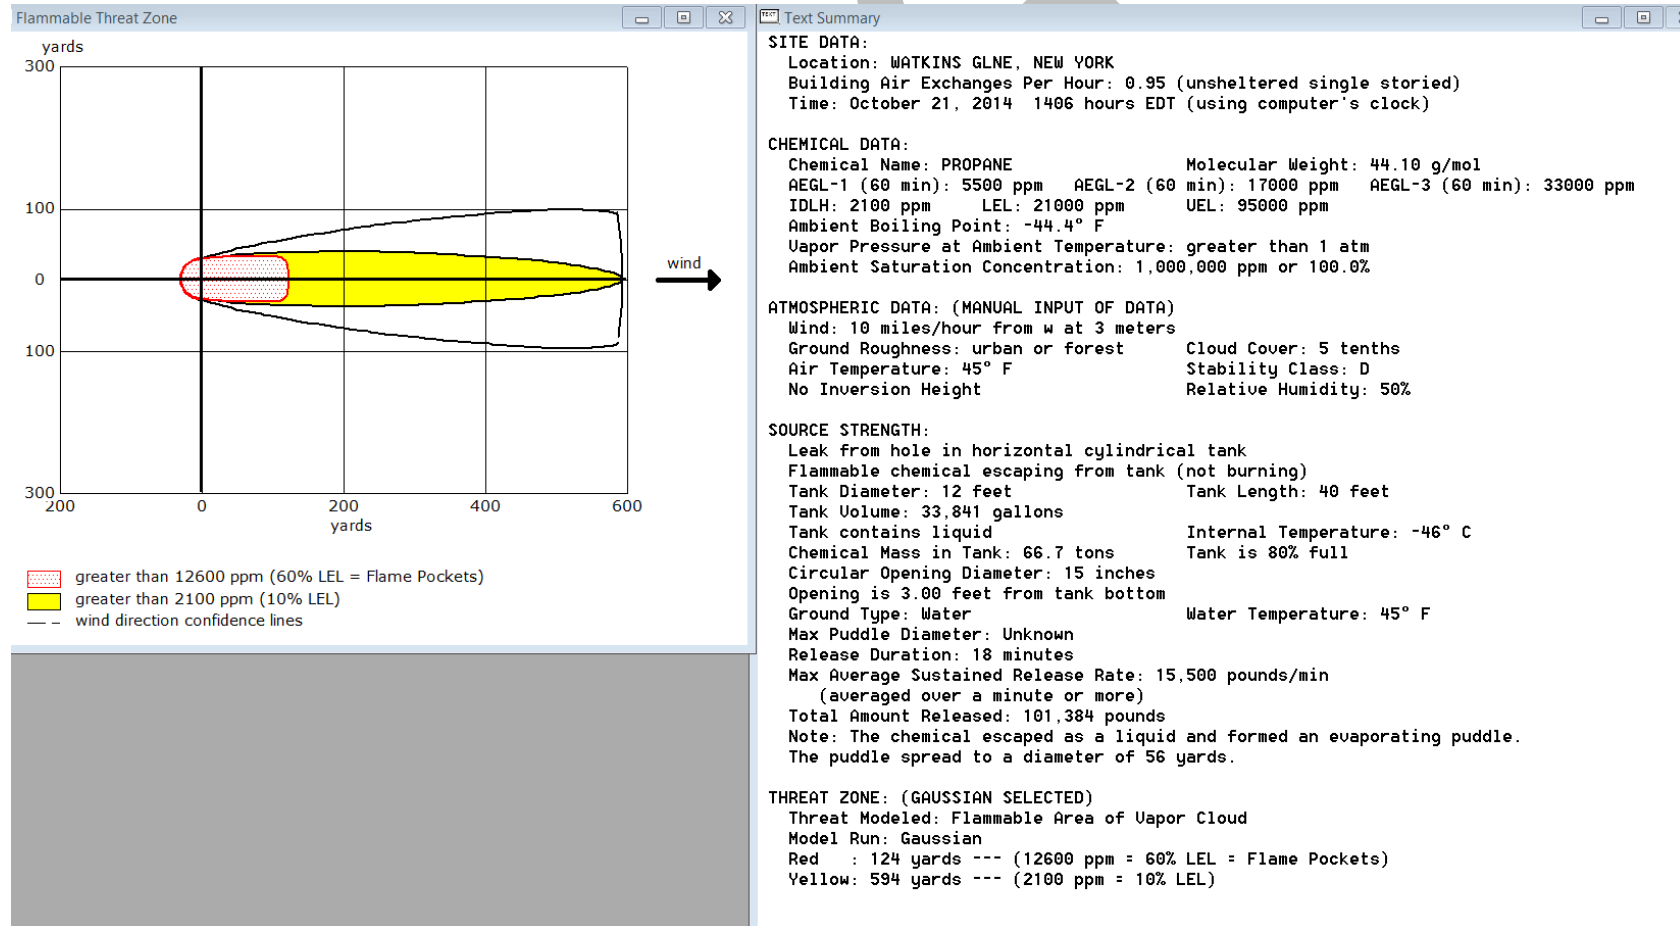 Flammable Threat Zone
yards
300
100
0
100
300
200 0 200 400 600
yards
wind
greater than 12600 ppm (60% LEL = Flame Pockets)
greater than 2100 ppm (10% LEL)
wind direction confidence lines
TEXT Text Summary
SITE DATA:
Location: WATKINS GLNE, NEW YORK
Building Air Exchanges Per Hour: 0.95 (unsheltered single storied)
Time: October 21, 2014 1406 hours EDT (using computer's clock)
CHEMICAL DATA:
Chemical Name: PROPANE Molecular Weight: 44.10 g/mol
AEGL-1 (60 min): 5500 ppm AEGL-2 (60 min): 17000 ppm AEGL-3 (60 min): 33000 ppm
IDLH: 2100 ppm LEL: 21000 ppm UEL: 95000 ppm
Ambient Boiling Point: -44.4° F
Vapor Pressure at Ambient Temperature: greater than 1 atm
Ambient Saturation Concentration: 1,000,000 ppm or 100.0%
ATMOSPHERIC DATA: (MANUAL INPUT OF DATA)
Wind: 10 miles/hour from w at 3 meters
Ground Roughness: urban or forest Cloud Cover: 5 tenths
Air Temperature: 45° F Stability Class: D
No Inversion Height Relative Humidity: 50%
SOURCE STRENGTH:
Leak from hole in horizontal cylindrical tank
Flammable chemical escaping from tank (not burning)
Tank Diameter: 12 feet Tank Length: 40 feet
Tank Volume: 33,841 gallons
Tank contains liquid Internal Temperature: -46° C
Chemical Mass in Tank: 66.7 tons Tank is 80% full
Circular Opening Diameter: 15 inches
Opening is 3.00 feet from tank bottom
Ground Type: Water Water Temperature: 45° F
Max Puddle Diameter: Unknown
Release Duration: 18 minutes
Max Average Sustained Release Rate: 15,500 pounds/min
(averaged over a minute or more)
Total Amount Released: 101,384 pounds
Note: The chemical escaped as a liquid and formed an evaporating puddle.
The puddle spread to a diameter of 56 yards.
THREAT ZONE: (GAUSSIAN SELECTED)
Threat Modeled: Flammable Area of Vapor Cloud
Model Run: Gaussian
Red : 124 yards --- (12600 ppm = 60% LEL = Flame Pockets)
Yellow: 594 yards --- (2100 ppm = 10% LEL)